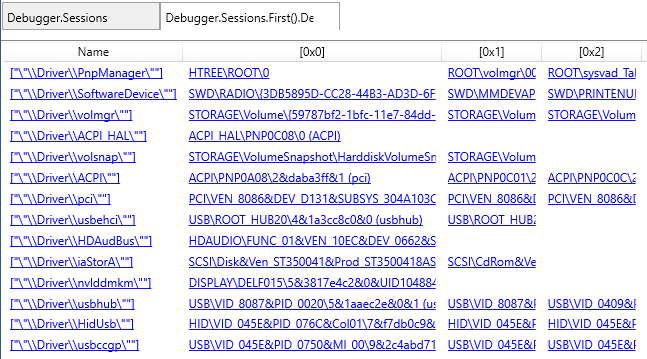 Debugger.Sessions Debugger.Sessions.First().De
Name [0x0] [0x1] [0x2]
["\"\\Driver\\PnpManager\""] HTREE\ROOT\0 ROOT\volmgr\00 ROOT\sysvad_Tal
["\"\\Driver\\SoftwareDevice\""] SWD\RADIO\{3DB5895D-CC28-44B3-AD3D-6F SWD\MMDEVAP SWD\PRINTENU
["\"\\Driver\\volmgr\""] STORAGE\Volume\{59787bf2-1bfc-11e7-84dd- STORAGE\Volum STORAGE\Volum
["\"\\Driver\\ACPI_HAL\""] ACPI_HAL\PNP0C08\0 (ACPI)
["\"\\Driver\\volsnap\""] STORAGE\VolumeSnapshot\HarddiskVolumeSn STORAGE\Volum
["\"\\Driver\\ACPI\""] ACPI\PNP0A08\2&daba3ff&1 (pci) ACPI\PNP0C01\2 ACPI\PNP0C0C\2
["\"\\Driver\\pci\""] PCI\VEN_8086&DEV_D131&SUBSYS_304A103C PCI\VEN_8086&D PCI\VEN_8086&D
["\"\\Driver\\usbehci\""] USB\ROOT_HUB20\4&1a3cc8c0&0 (usbhub) USB\ROOT_HUB
["\"\\Driver\\HDAudBus\""] HDAUDIO\FUNC_01&VEN_10EC&DEV_0662&S
["\"\\Driver\\iaStorA\""] SCSI\Disk&Ven_ST350041&Prod_ST3500418AS SCSI\CdRom&Ve
["\"\\Driver\\nvlddmkm\""] DISPLAY\DELF015\5&3817e4c2&0&UID104884
["\"\\Driver\\usbhub\""] USB\VID_8087&PID_0020\5&1aaec2e&0&1 (us USB\VID_8087&P USB\VID_0409&P
["\"\\Driver\\HidUsb\""] HID\VID_045E&PID_076C&Col01\7&f7db0c9& HID\VID_045E&P HID\VID_045E&P
["\"\\Driver\\usbccgp\""] USB\VID_045E&PID_0750&MI_00\9&2c4abd71 USB\VID_045E&P USB\VID_045E&P